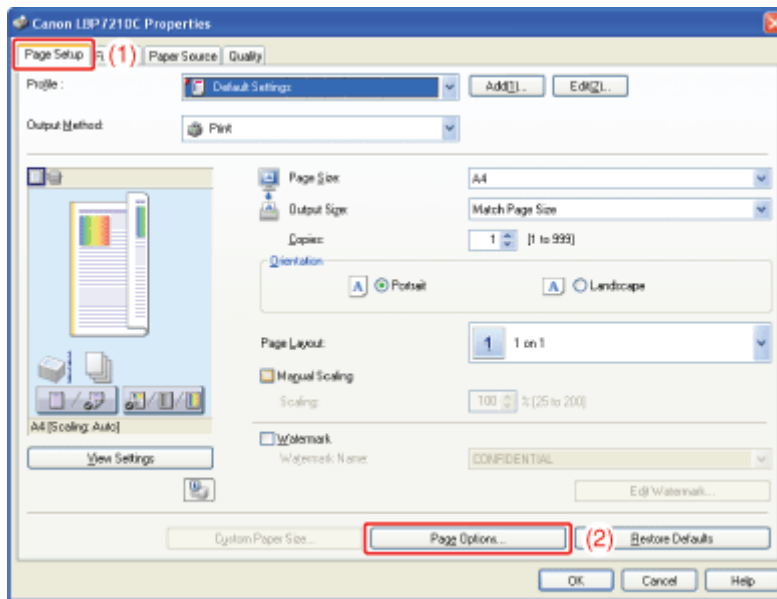 Canon LBP7210C Properties
Page Setup Fi (1) Paper Source Quality
Profile : Default Settings Add[1]... Edit[2]...
Output Method: Print
Page Size: A4
Output Size: Match Page Size
Copies: 1 [1 to 999]
Orientation
A Portrait A Landscape
Page Layout: 1 1 on 1
Manual Scaling
Scaling: 100 % [25 to 200]
A4 [Scaling: Auto]
Watermark
View Settings Watermark Name: CONFIDENTIAL
Edit Watermark...
Custom Paper Size... Page Options... (2) Restore Defaults
OK Cancel Help